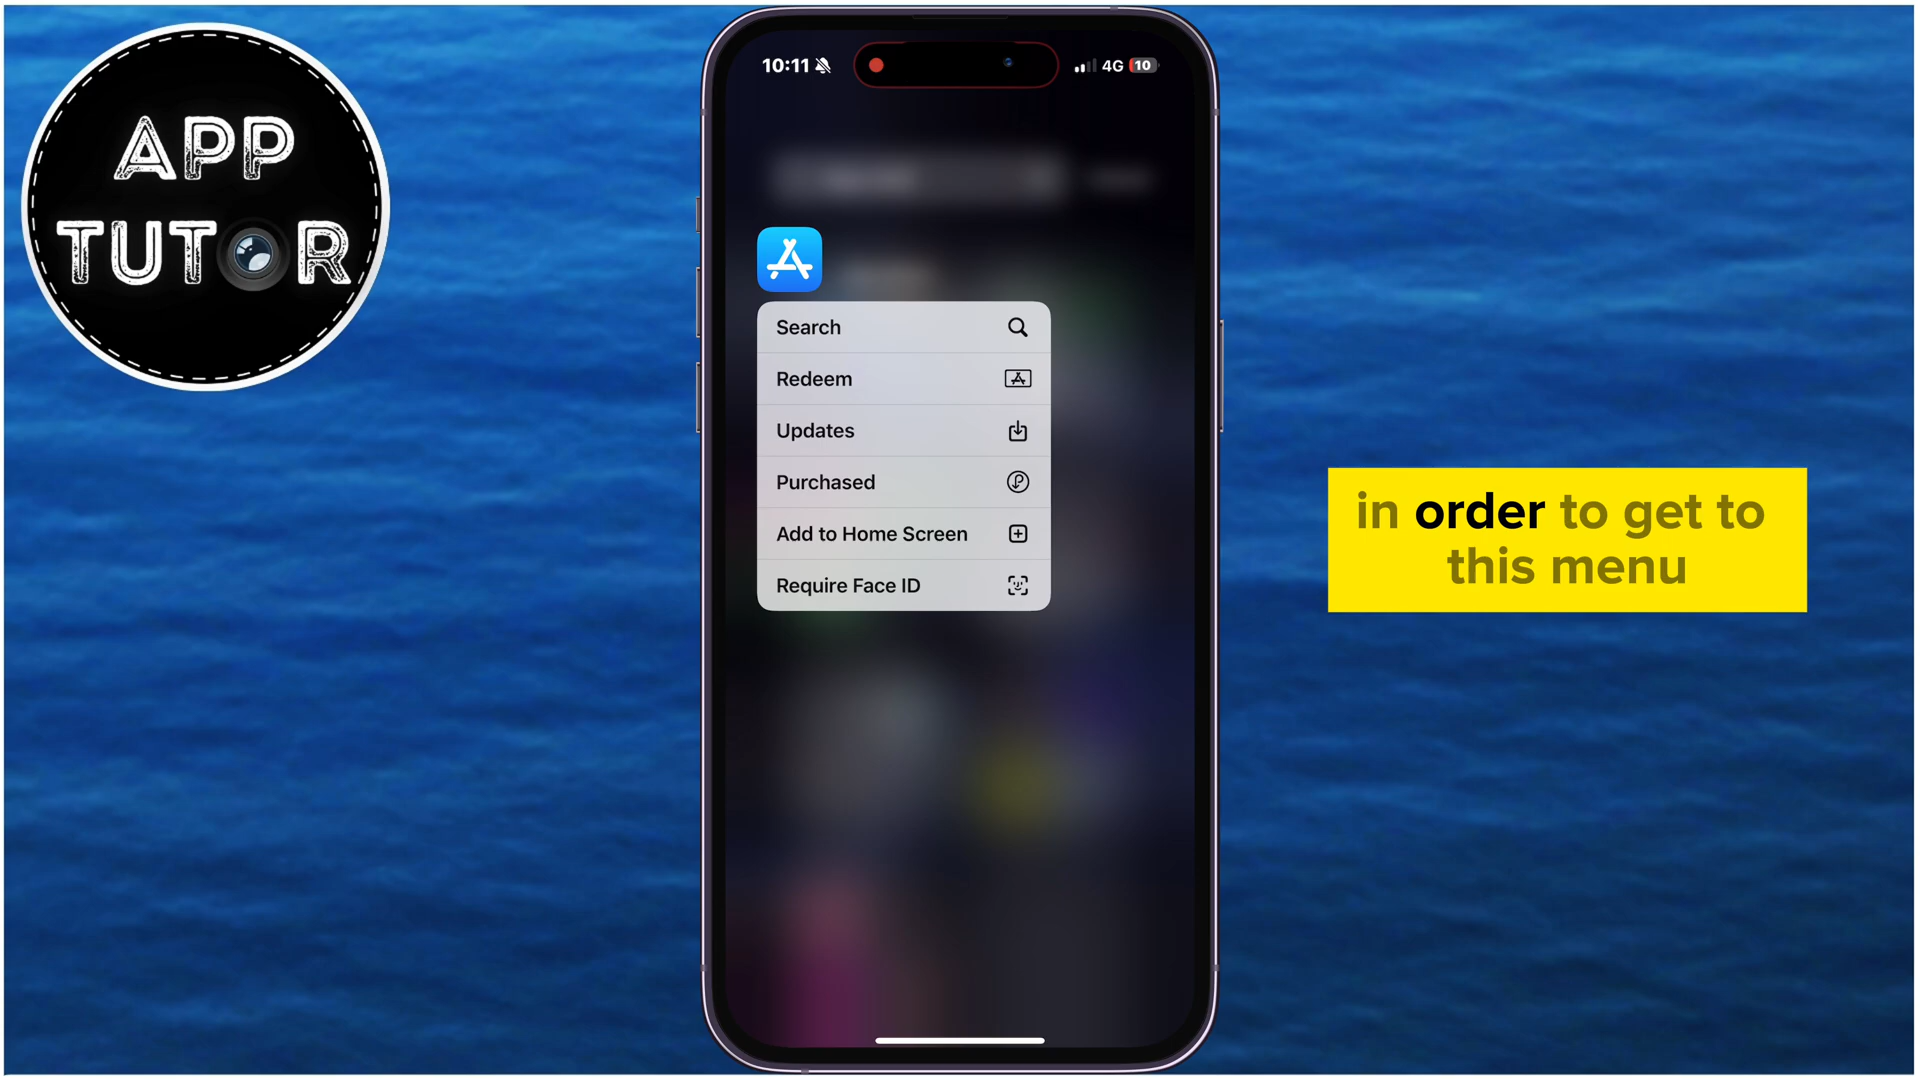 APP
TUTOR
10:11
4G 10
Search
Redeem
Updates
Purchased
Add to Home Screen
Require Face ID
in order to get to
this menu